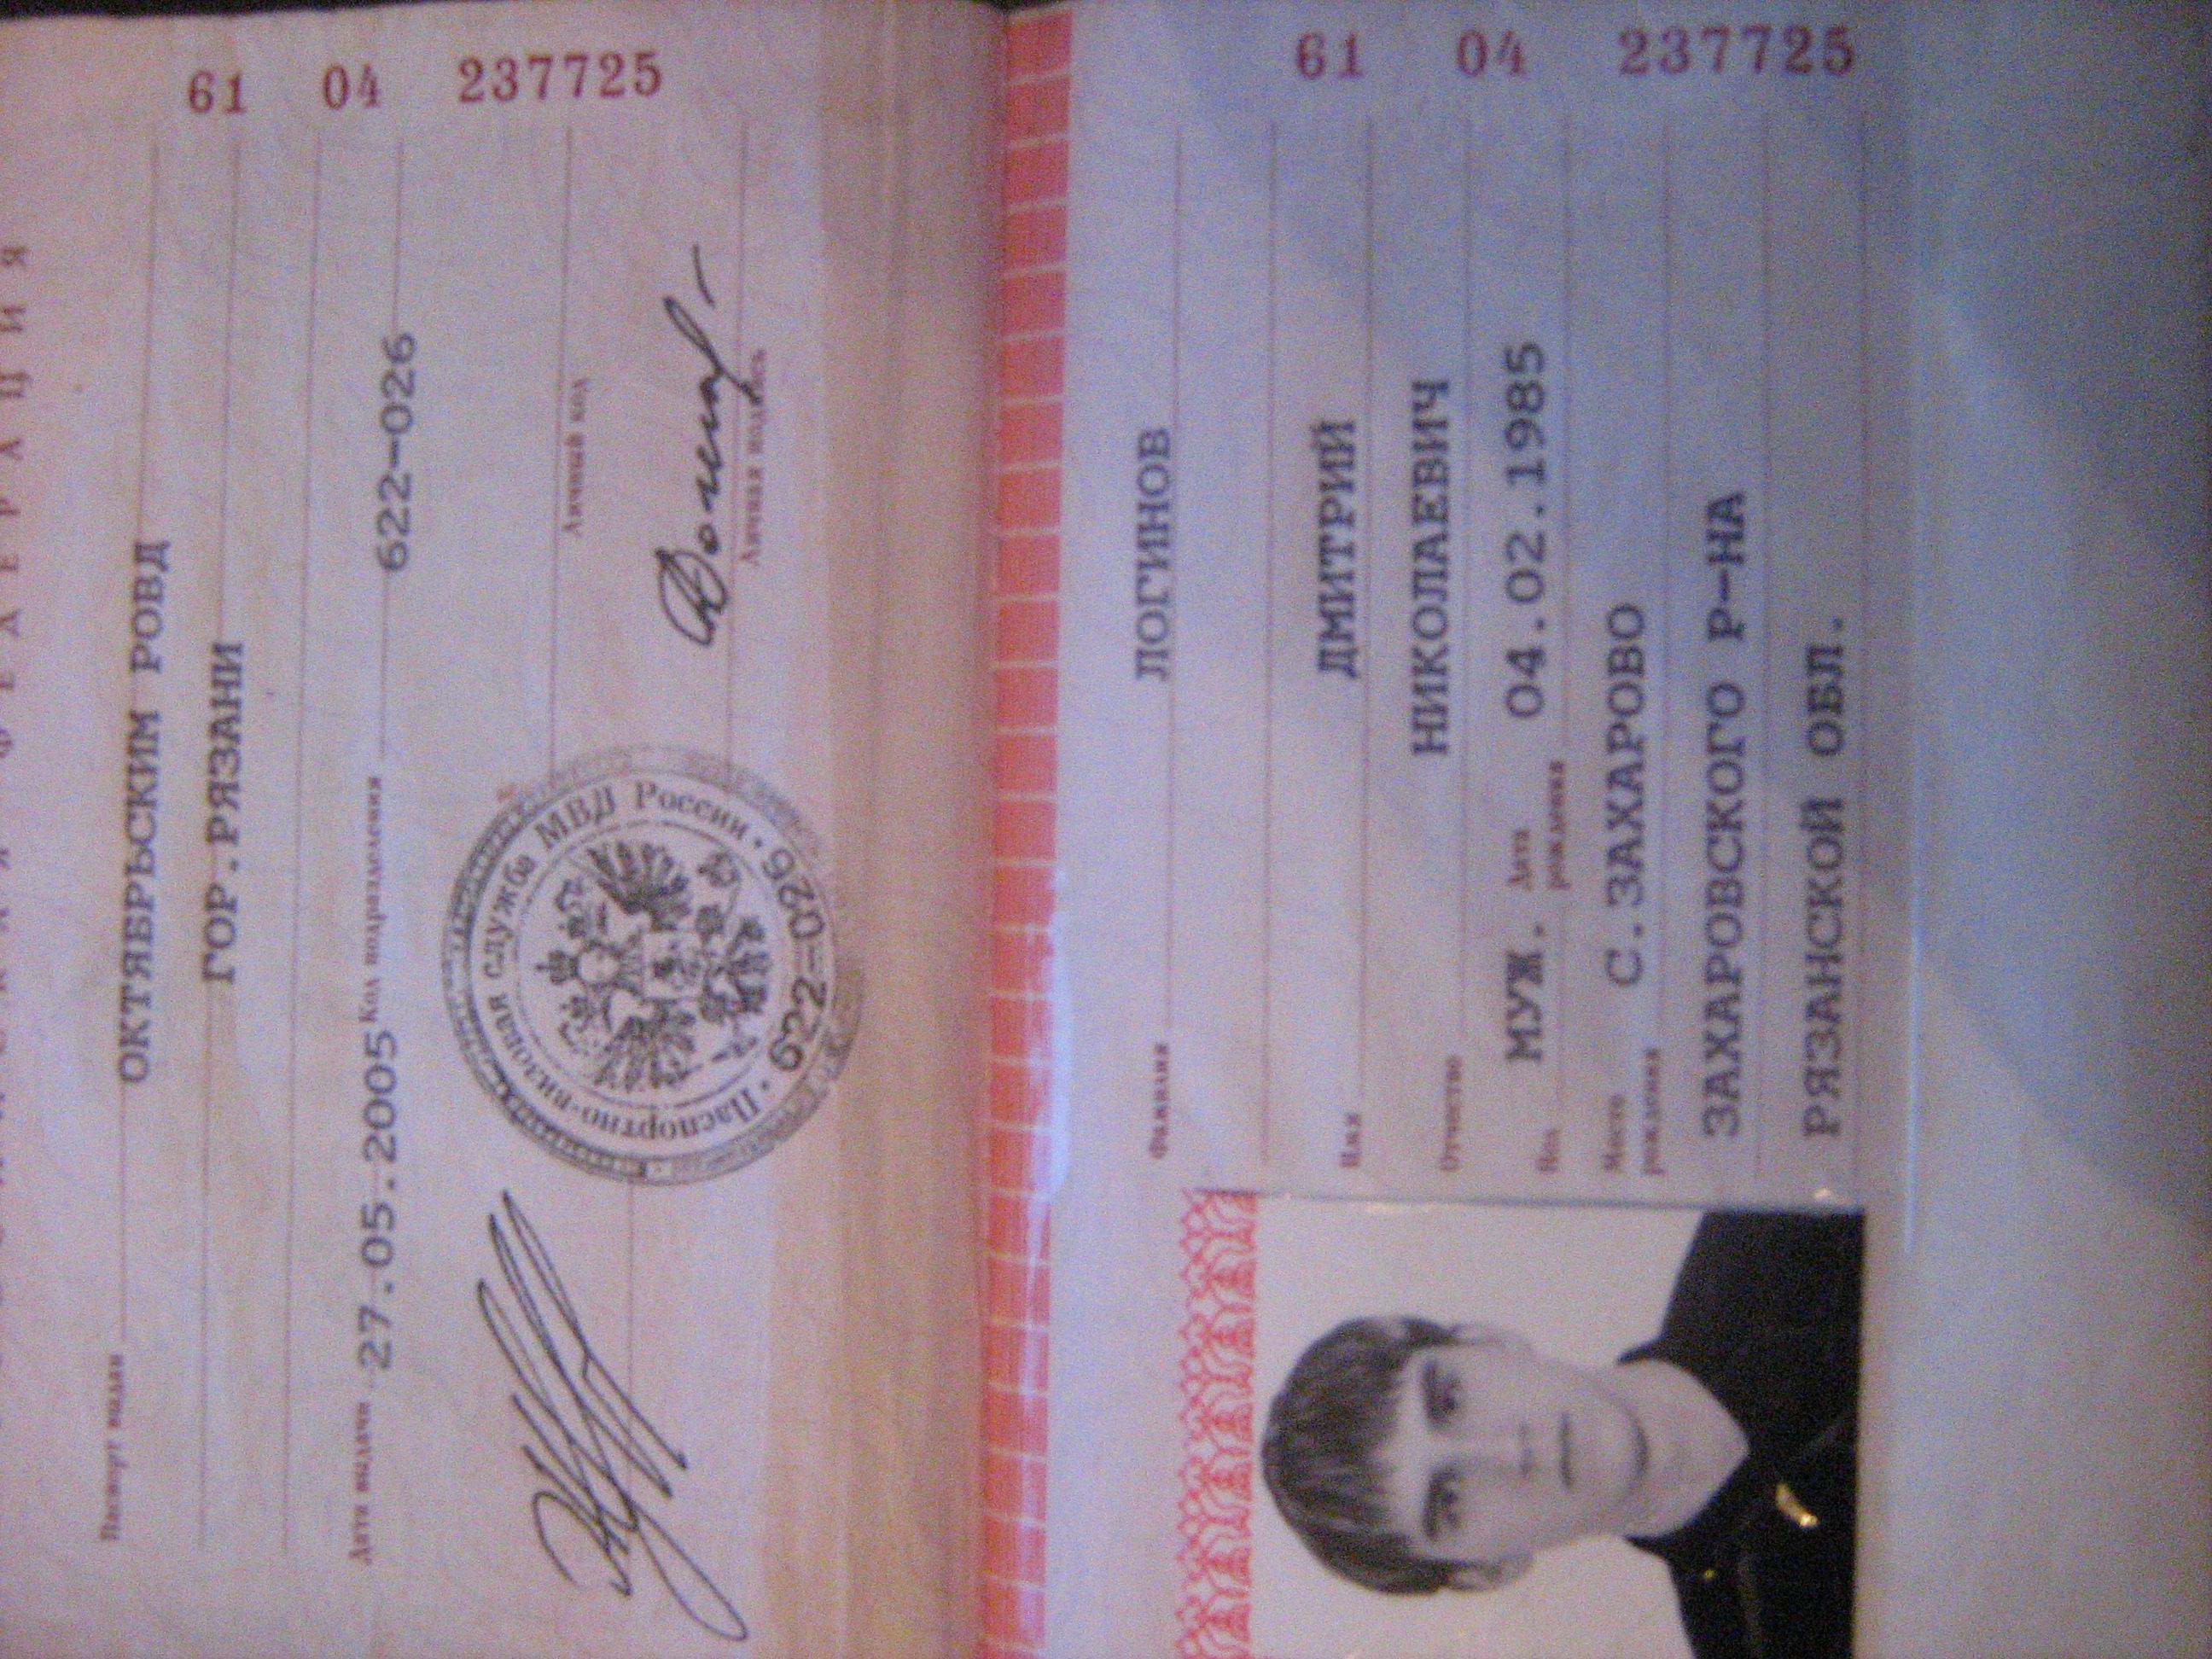 РОССИЙСКАЯ ФЕДЕРАЦИЯ
61 04 237725
Паспорт выдан ОКТЯБРЬСКИМ РОВД
ГОР.РЯЗАНИ
Дата выдачи 27.05.2005 Код подразделения 622-026
Личный код
Паспортно-визовая служба МВД России
622-026
Личная подпись
61 04 237725
Фамилия ЛОГИНОВ
Имя ДМИТРИЙ
Отчество НИКОЛАЕВИЧ
Пол МУЖ. Дата рождения 04.02.1985
Место рождения С.ЗАХАРОВО
ЗАХАРОВСКОГО Р-НА
РЯЗАНСКОЙ ОБЛ.